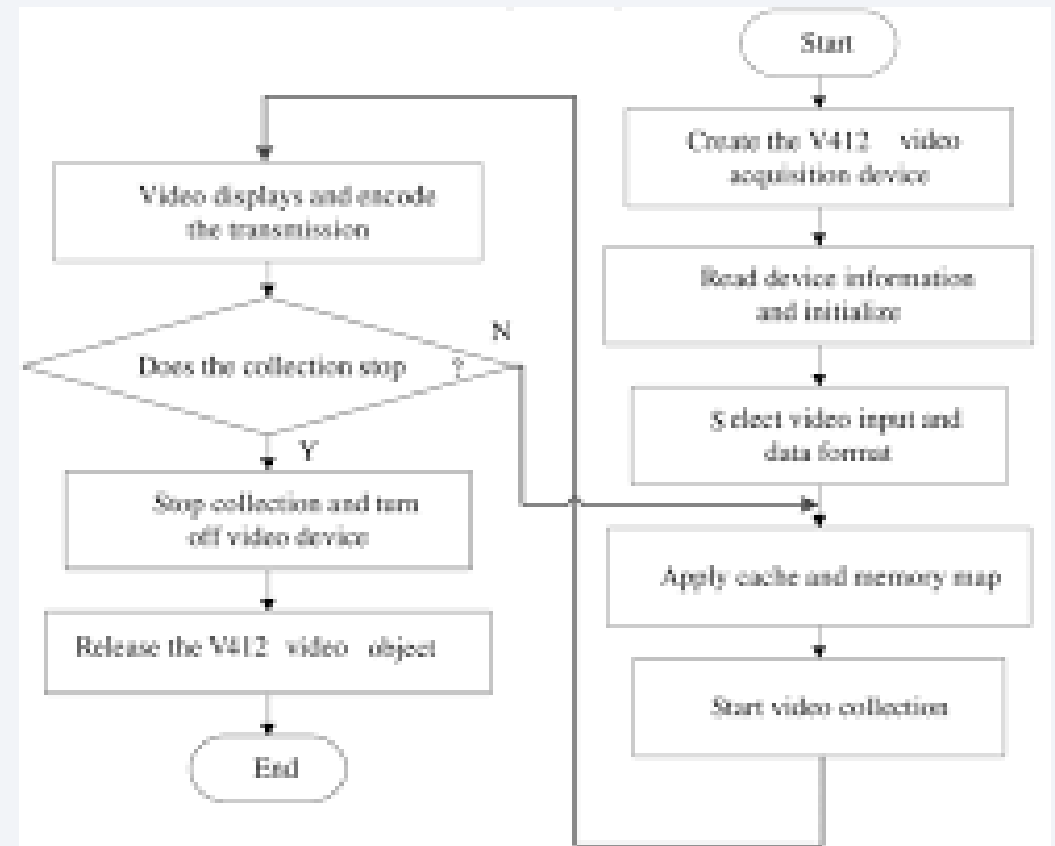 Start
Create the V412 video
acquisition device
Read device information
and initialize
Select video input and
data format
Apply cache and memory map
Start video collection
Video displays and encode
the transmission
Does the collection stop ?
N
Y
Stop collection and turn
off video device
Release the V412 video object
End